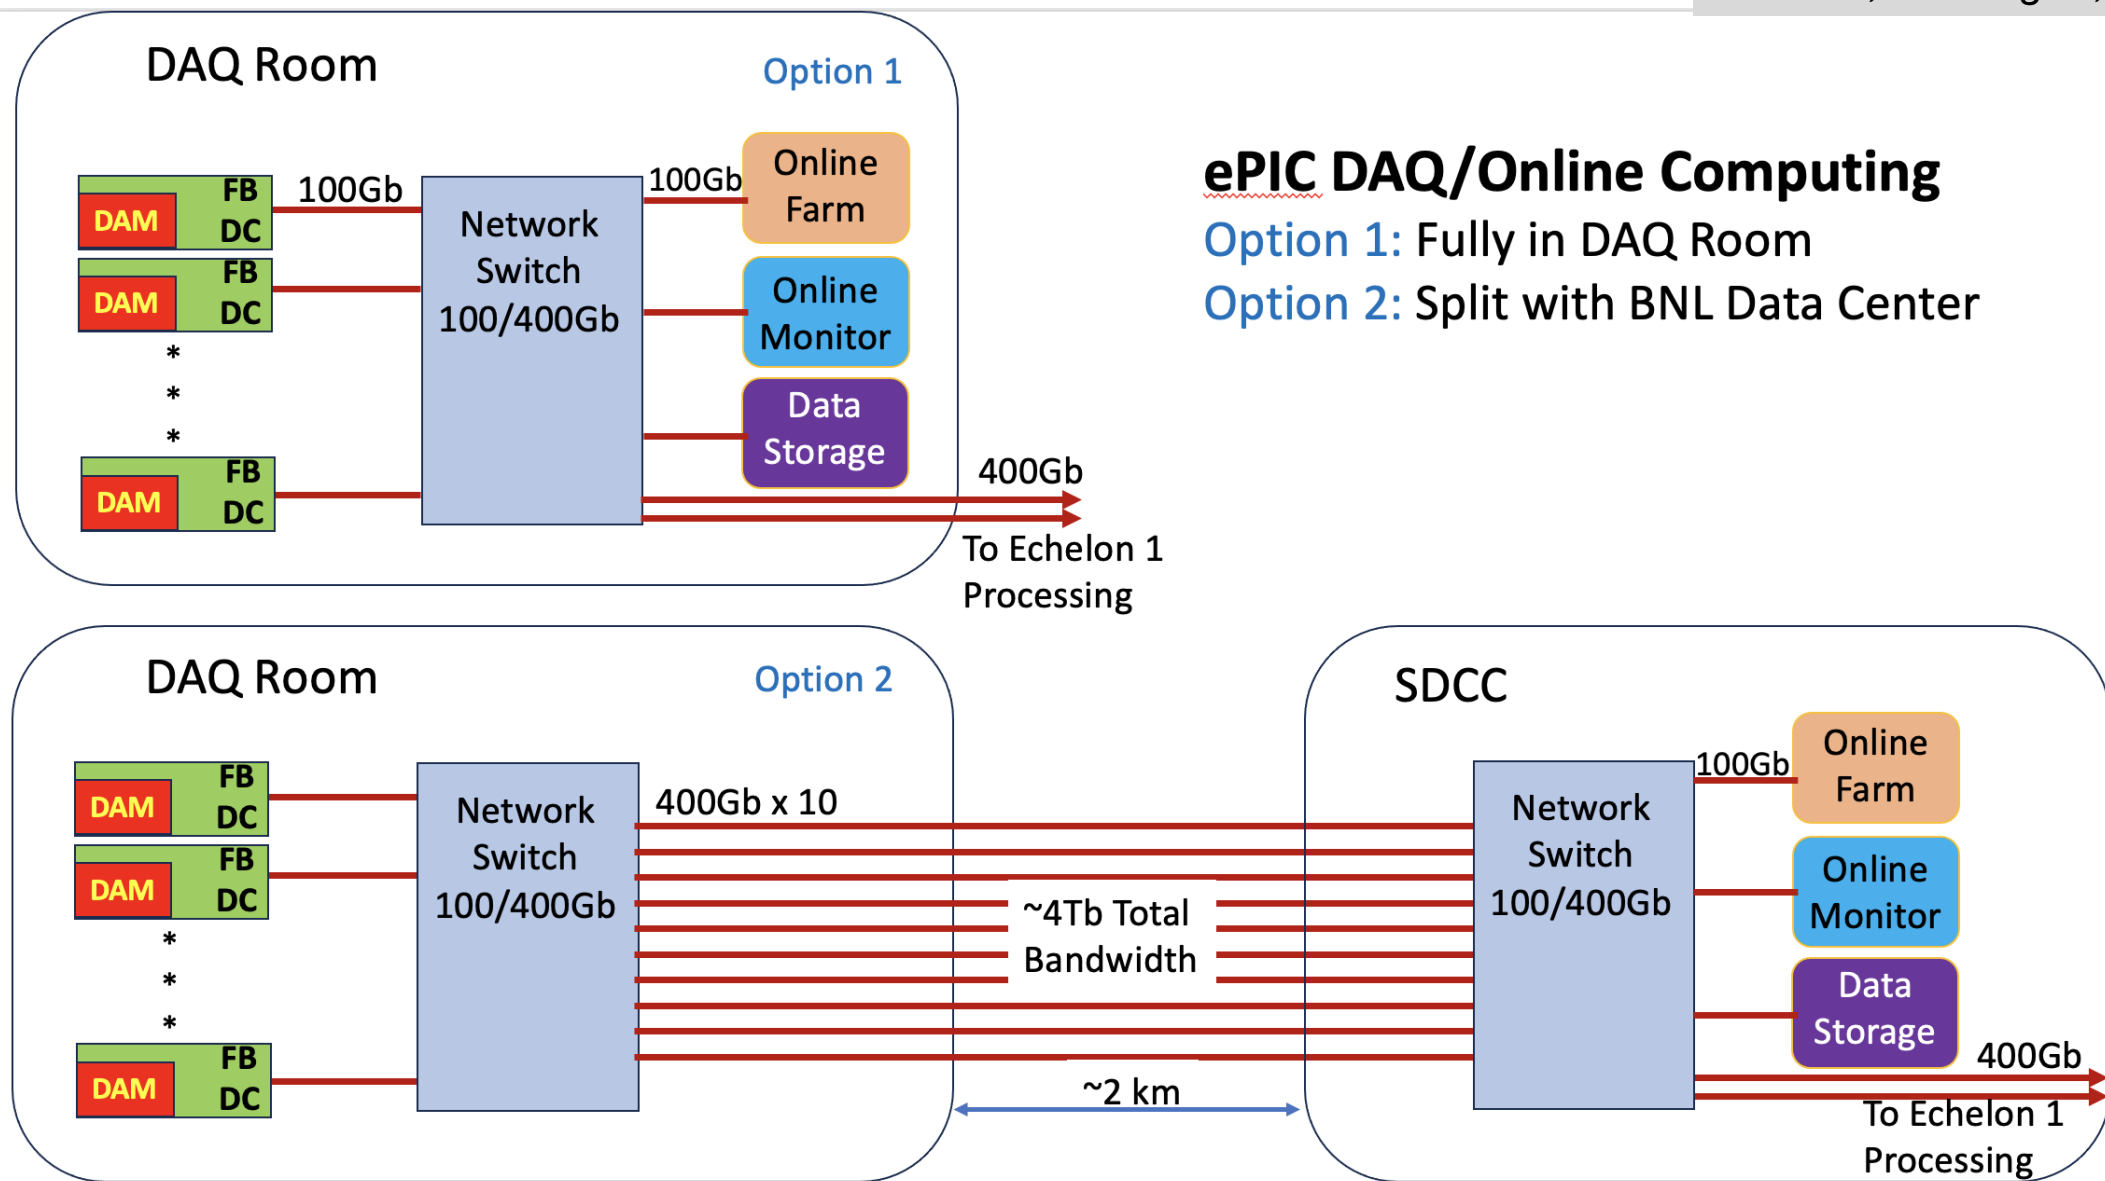 DAQ Room
Option 1
FB
DAM
DC
100Gb
FB
DAM
DC
*
*
*
FB
DAM
DC
Network
Switch
100/400Gb
100Gb
Online
Farm
Online
Monitor
Data
Storage
400Gb
To Echelon 1
Processing
ePIC DAQ/Online Computing
Option 1: Fully in DAQ Room
Option 2: Split with BNL Data Center
DAQ Room
Option 2
FB
DAM
DC
FB
DAM
DC
*
*
*
FB
DAM
DC
Network
Switch
100/400Gb
400Gb x 10
~4Tb Total
Bandwidth
~2 km
SDCC
Network
Switch
100/400Gb
100Gb
Online
Farm
Online
Monitor
Data
Storage
400Gb
To Echelon 1
Processing